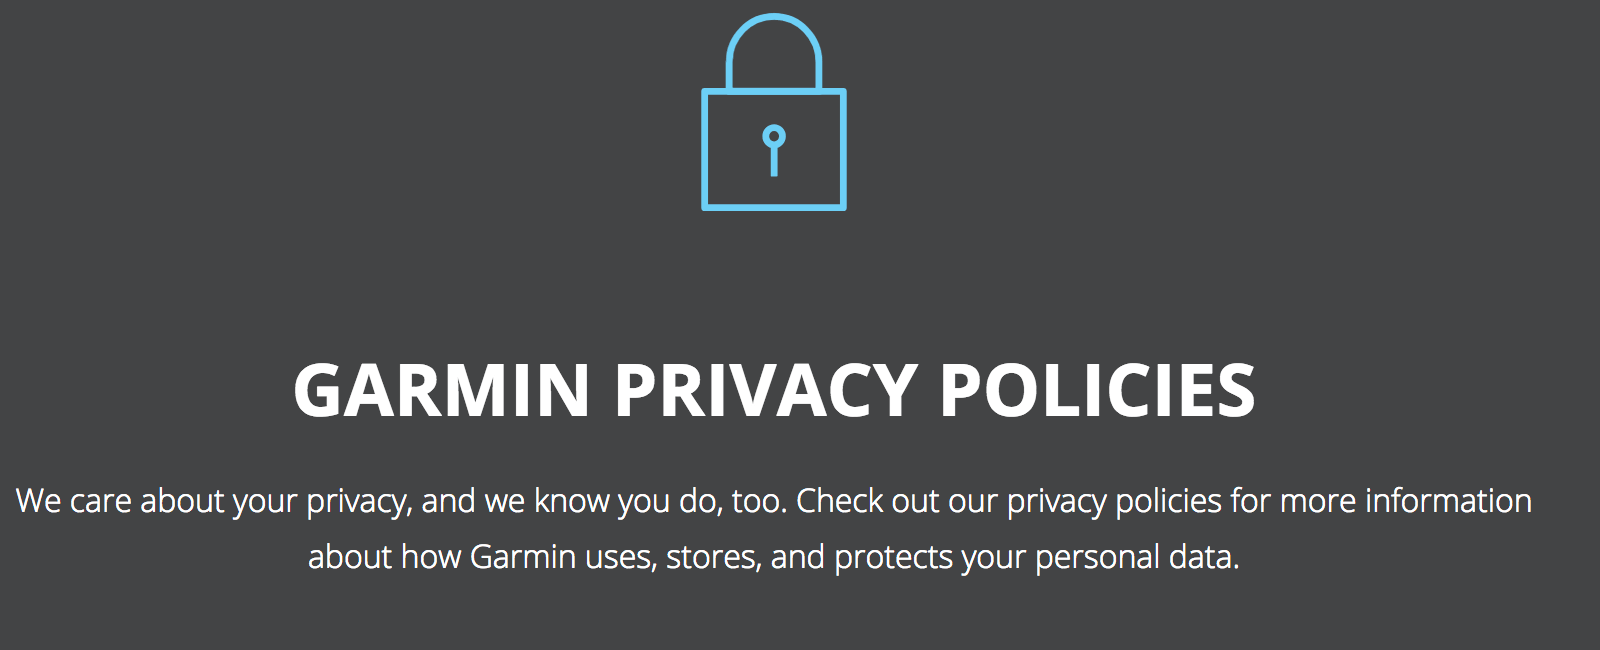 GARMIN PRIVACY POLICIES
We care about your privacy, and we know you do, too. Check out our privacy policies for more information
about how Garmin uses, stores, and protects your personal data.